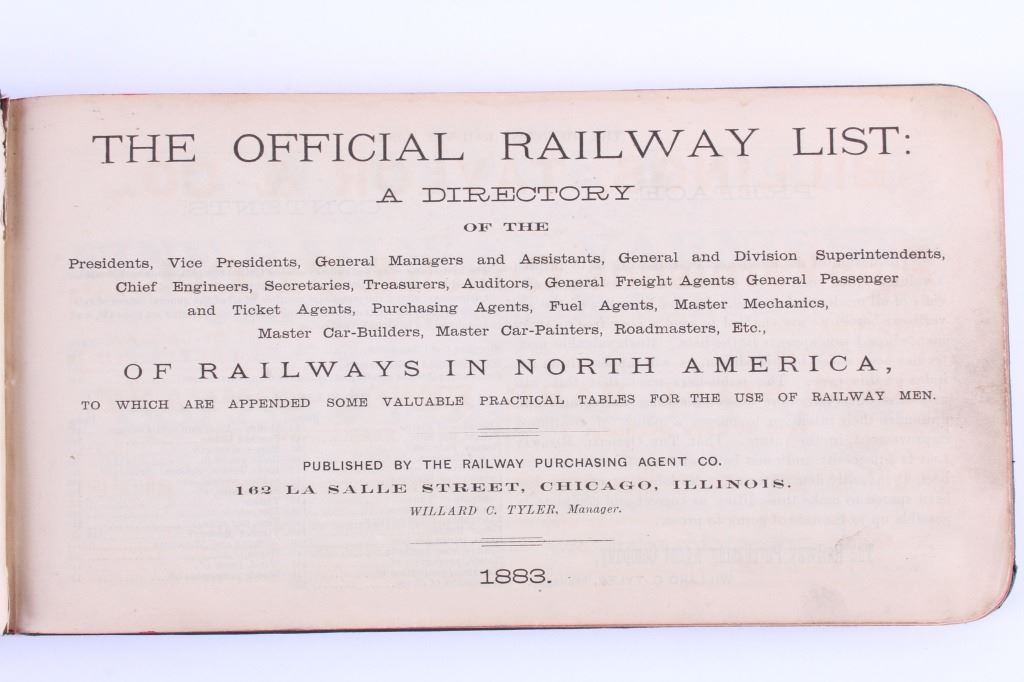 THE OFFICIAL RAILWAY LIST:
A DIRECTORY
OF THE
Presidents, Vice Presidents, General Managers and Assistants, General and Division Superintendents,
Chief Engineers, Secretaries, Treasurers, Auditors, General Freight Agents General Passenger
and Ticket Agents, Purchasing Agents, Fuel Agents, Master Mechanics,
Master Car-Builders, Master Car-Painters, Roadmasters, Etc.,
OF RAILWAYS IN NORTH AMERICA,
TO WHICH ARE APPENDED SOME VALUABLE PRACTICAL TABLES FOR THE USE OF RAILWAY MEN.
PUBLISHED BY THE RAILWAY PURCHASING AGENT CO.
162 LA SALLE STREET, CHICAGO, ILLINOIS.
WILLARD C. TYLER, Manager.
1883.